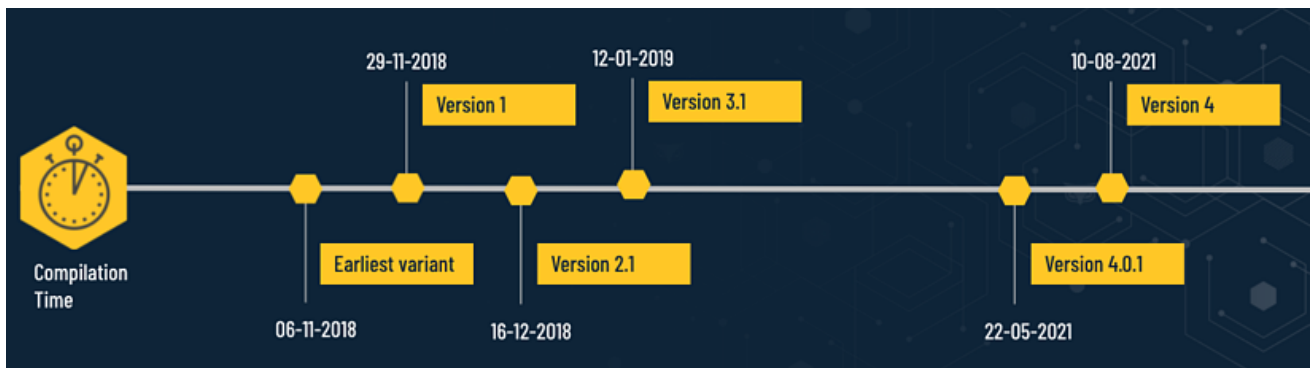 29-11-2018
Version 1
12-01-2019
Version 3.1
10-08-2021
Version 4
Compilation
Time
Earliest variant
06-11-2018
Version 2.1
16-12-2018
Version 4.0.1
22-05-2021